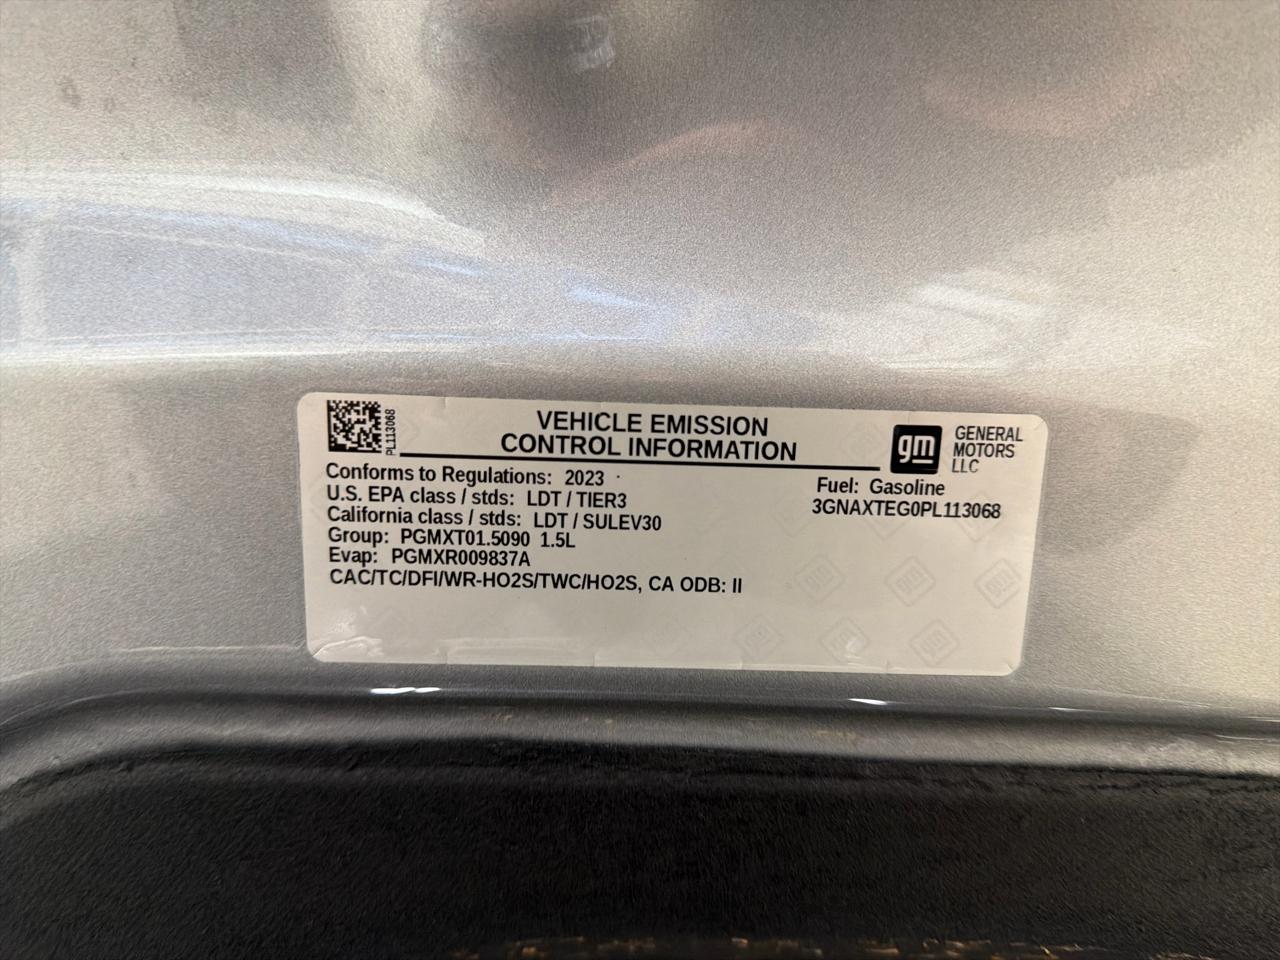 PL113068
VEHICLE EMISSION
CONTROL INFORMATION
gm
GENERAL
MOTORS
LLC
Conforms to Regulations: 2023
U.S. EPA class / stds: LDT / TIER3
California class / stds: LDT / SULEV30
Group: PGMXT01.5090 1.5L
Evap: PGMXR009837A
CAC/TC/DFI/WR-HO2S/TWC/HO2S, CA ODB: II
Fuel: Gasoline
3GNAXTEG0PL113068